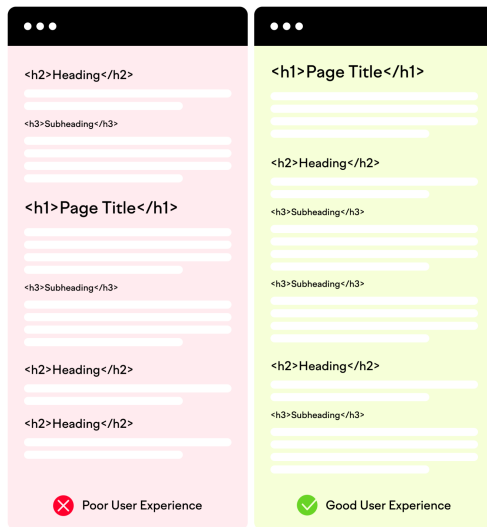 <h2>Heading</h2>
<h3>Subheading</h3>
<h1>Page Title</h1>
<h3>Subheading</h3>
<h2>Heading</h2>
<h2>Heading</h2>
Poor User Experience
<h1>Page Title</h1>
<h2>Heading</h2>
<h3>Subheading</h3>
<h3>Subheading</h3>
<h2>Heading</h2>
<h3>Subheading</h3>
Good User Experience